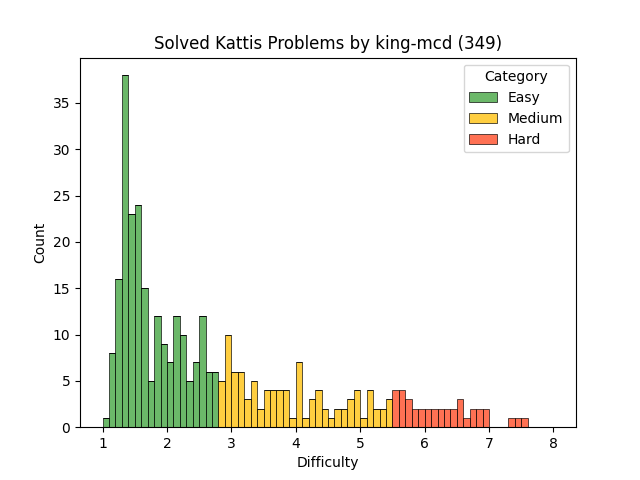 Solved Kattis Problems by king-mcd (349)
Category
Easy
Medium
Hard
Count
35
30
25
20
15
10
5
0
1 2 3 4 5 6 7 8
Difficulty